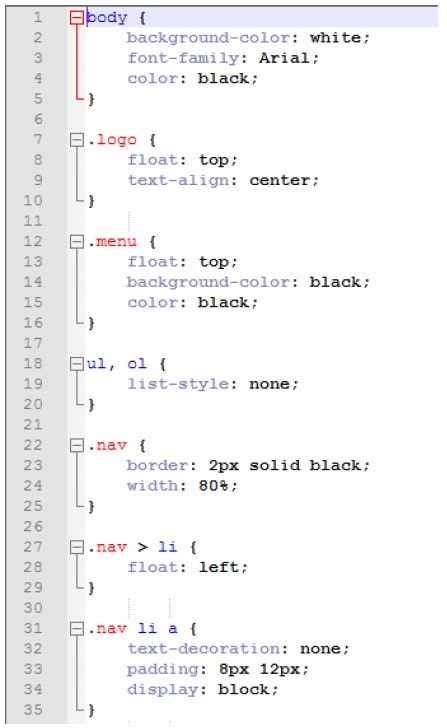 1 body {
2 background-color: white;
3 font-family: Arial;
4 color: black;
5 }
6
7 .logo {
8 float: top;
9 text-align: center;
10 }
11
12 .menu {
13 float: top;
14 background-color: black;
15 color: black;
16 }
17
18 ul, ol {
19 list-style: none;
20 }
21
22 .nav {
23 border: 2px solid black;
24 width: 80%;
25 }
26
27 .nav > li {
28 float: left;
29 }
30
31 .nav li a {
32 text-decoration: none;
33 padding: 8px 12px;
34 display: block;
35 }